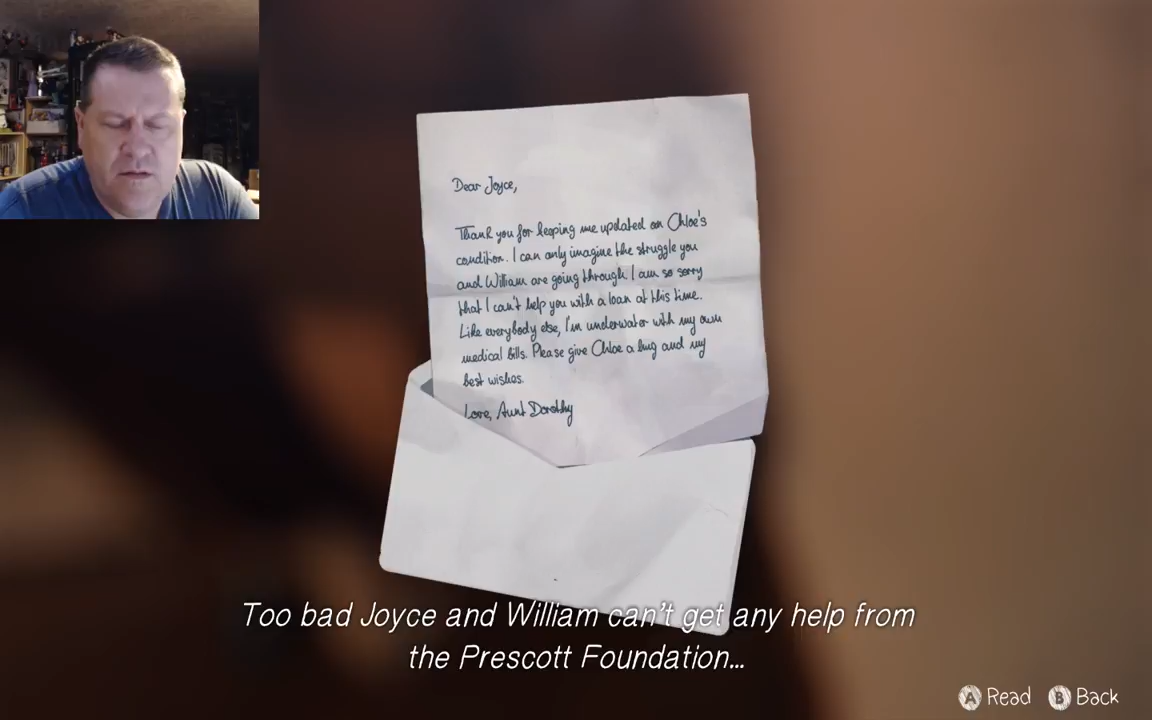 Dear Joyce,
Thank you for keeping me updated on Chloe's
condition. I can only imagine the struggle you
and William are going through. I am so sorry
that I can't help you with a loan at this time.
Like everybody else, I'm underwater with my own
medical bills. Please give Chloe a hug and my
best wishes.
Love, Aunt Dorothy
Too bad Joyce and William can't get any help from
the Prescott Foundation...
A Read B Back